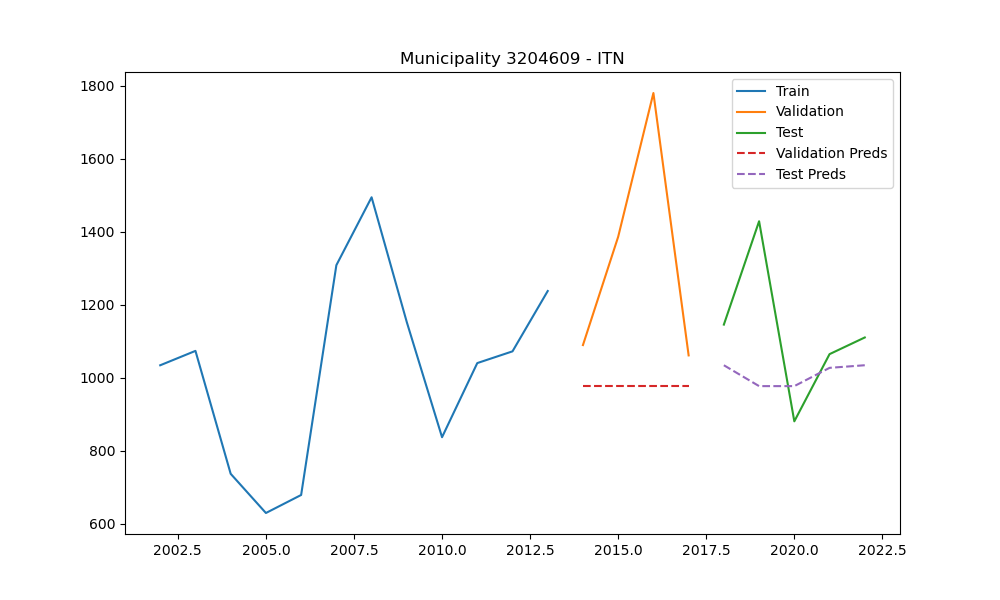 Municipality 3204609 - ITN
1800
1600
1400
1200
1000
800
600
Train
Validation
Test
Validation Preds
Test Preds
2002.5 2005.0 2007.5 2010.0 2012.5 2015.0 2017.5 2020.0 2022.5